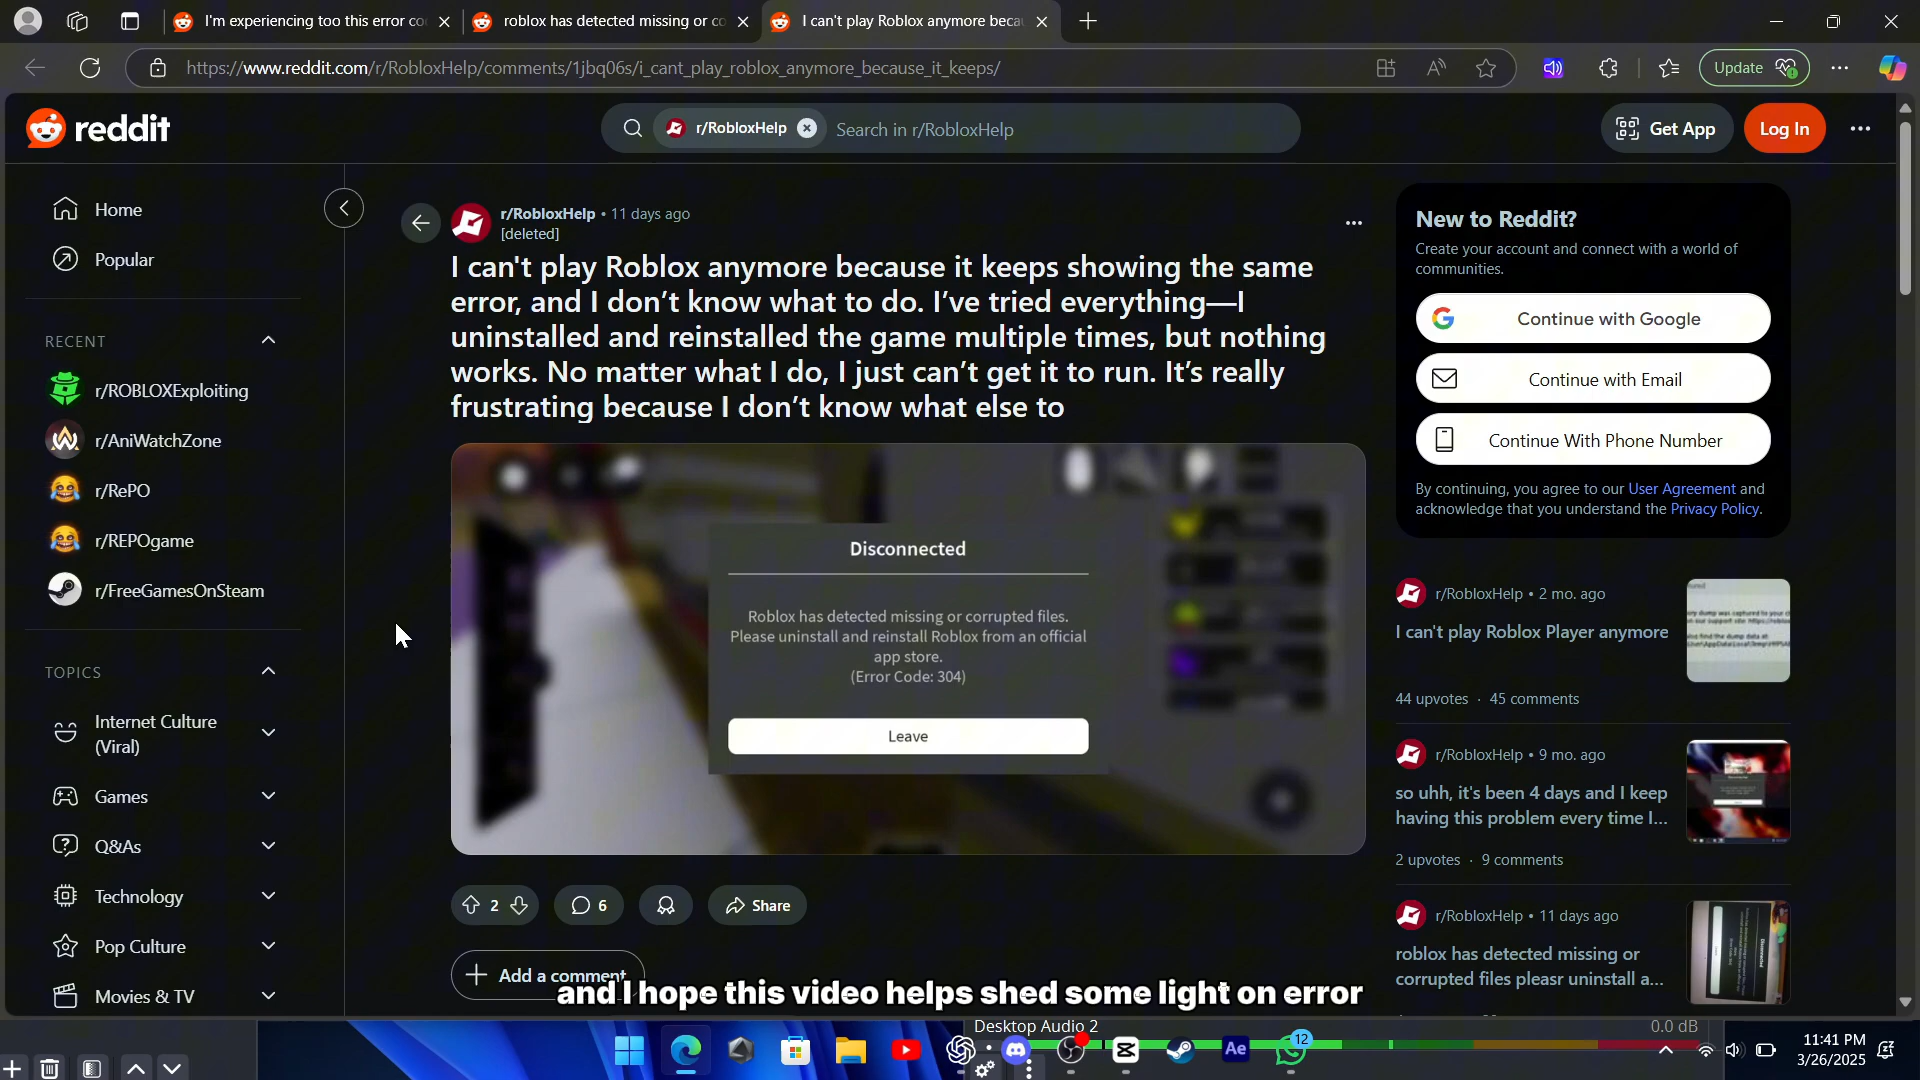 I'm experiencing too this error co
roblox has detected missing or co
I can't play Roblox anymore beca
https://www.reddit.com/r/RobloxHelp/comments/1jbq06s/i_cant_play_roblox_anymore_because_it_keeps/
Update
reddit
r/RobloxHelp
Search in r/RobloxHelp
Get App
Log In
Home
Popular
RECENT
r/ROBLOXExploiting
r/AniWatchZone
r/RePO
r/REPOgame
r/FreeGamesOnSteam
TOPICS
Internet Culture
(Viral)
Games
Q&As
Technology
Pop Culture
Movies & TV
r/RobloxHelp • 11 days ago
[deleted]
I can't play Roblox anymore because it keeps showing the same
error, and I don't know what to do. I've tried everything—I
uninstalled and reinstalled the game multiple times, but nothing
works. No matter what I do, I just can't get it to run. It's really
frustrating because I don't know what else to
Disconnected
Roblox has detected missing or corrupted files.
Please uninstall and reinstall Roblox from an official
app store.
(Error Code: 304)
Leave
2
6
Share
Add a comment
and I hope this video helps shed some light on error
New to Reddit?
Create your account and connect with a world of
communities.
Continue with Google
Continue with Email
Continue With Phone Number
By continuing, you agree to our User Agreement and
acknowledge that you understand the Privacy Policy.
r/RobloxHelp • 2 mo. ago
I can't play Roblox Player anymore
44 upvotes · 45 comments
r/RobloxHelp • 9 mo. ago
so uhh, it's been 4 days and I keep
having this problem every time I...
2 upvotes · 9 comments
r/RobloxHelp • 11 days ago
roblox has detected missing or
corrupted files pleasr uninstall a...
Desktop Audio 2
0.0 dB
Ae
12
11:41 PM
3/26/2025